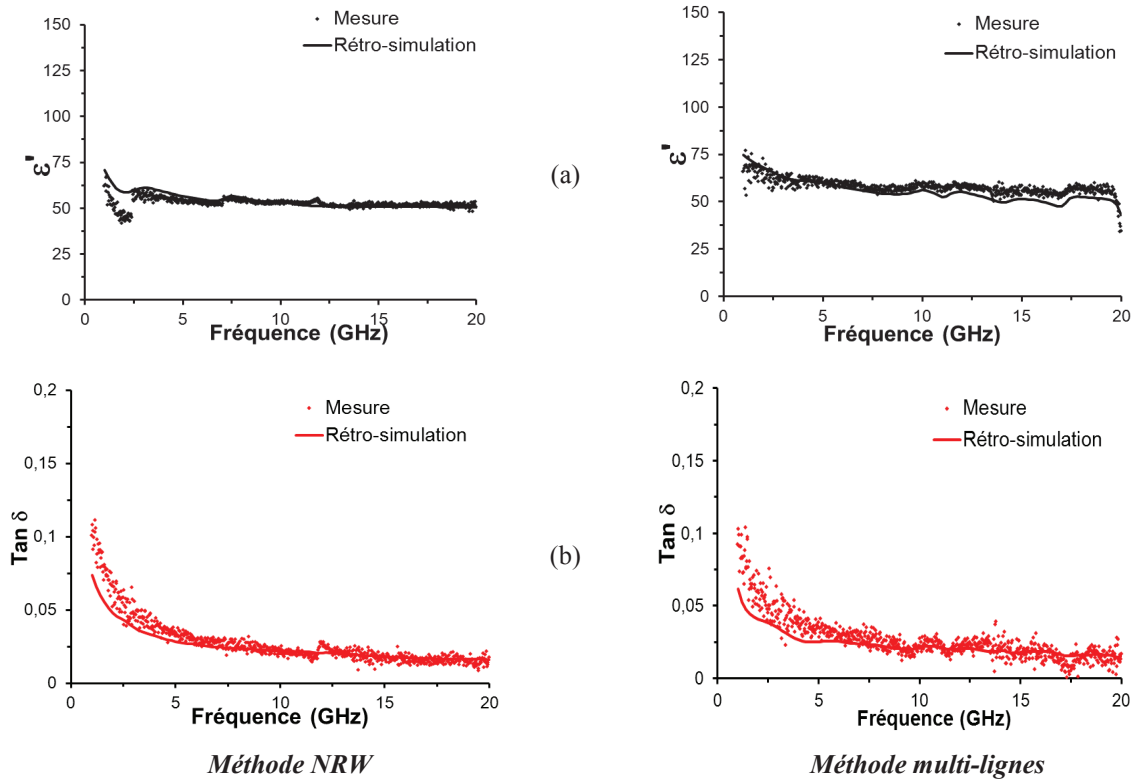 Mesure
Rétro-simulation
150
125
100
75
50
25
0
ε'
0
5
10
15
20
Fréquence (GHz)
(a)
Mesure
Rétro-simulation
150
125
100
75
50
25
0
ε'
0
5
10
15
20
Fréquence (GHz)
Mesure
Rétro-simulation
0,2
0,15
0,1
0,05
0
Tan δ
0
5
10
15
20
Fréquence (GHz)
(b)
Mesure
Rétro-simulation
0,2
0,15
0,1
0,05
0
Tan δ
0
5
10
15
20
Fréquence (GHz)
Méthode NRW
Méthode multi-lignes